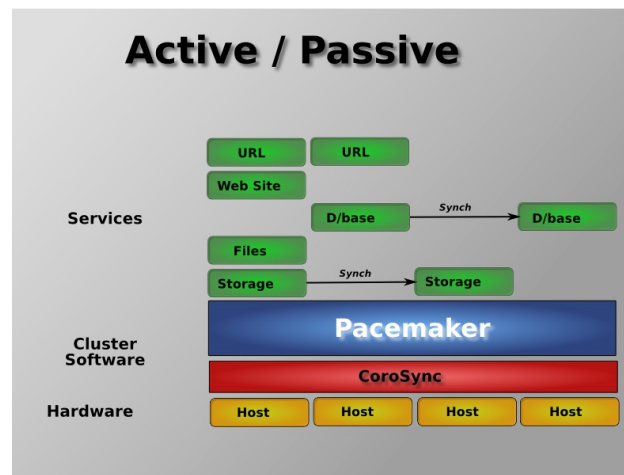 Active / Passive
URL
URL
Web Site
Services
D/base
Synch
D/base
Files
Storage
Synch
Storage
Pacemaker
Cluster
Software
CoroSync
Hardware
Host
Host
Host
Host